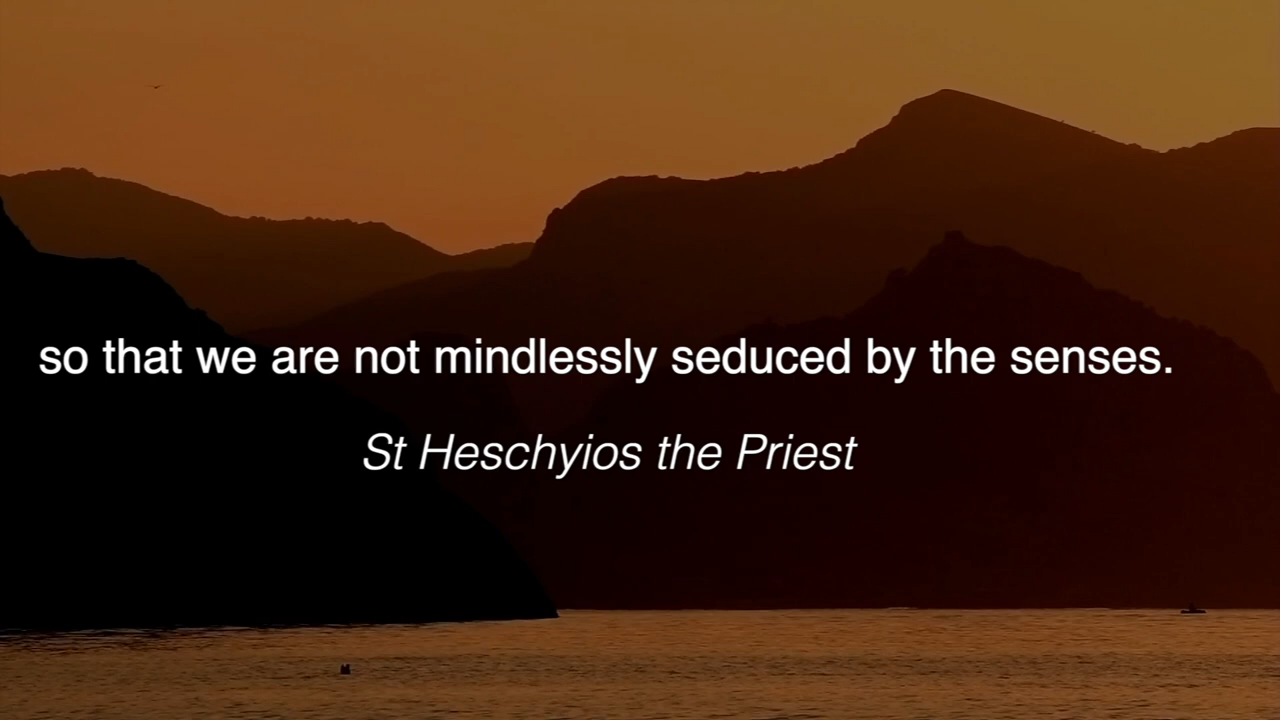 so that we are not mindlessly seduced by the senses.
St Heschyios the Priest